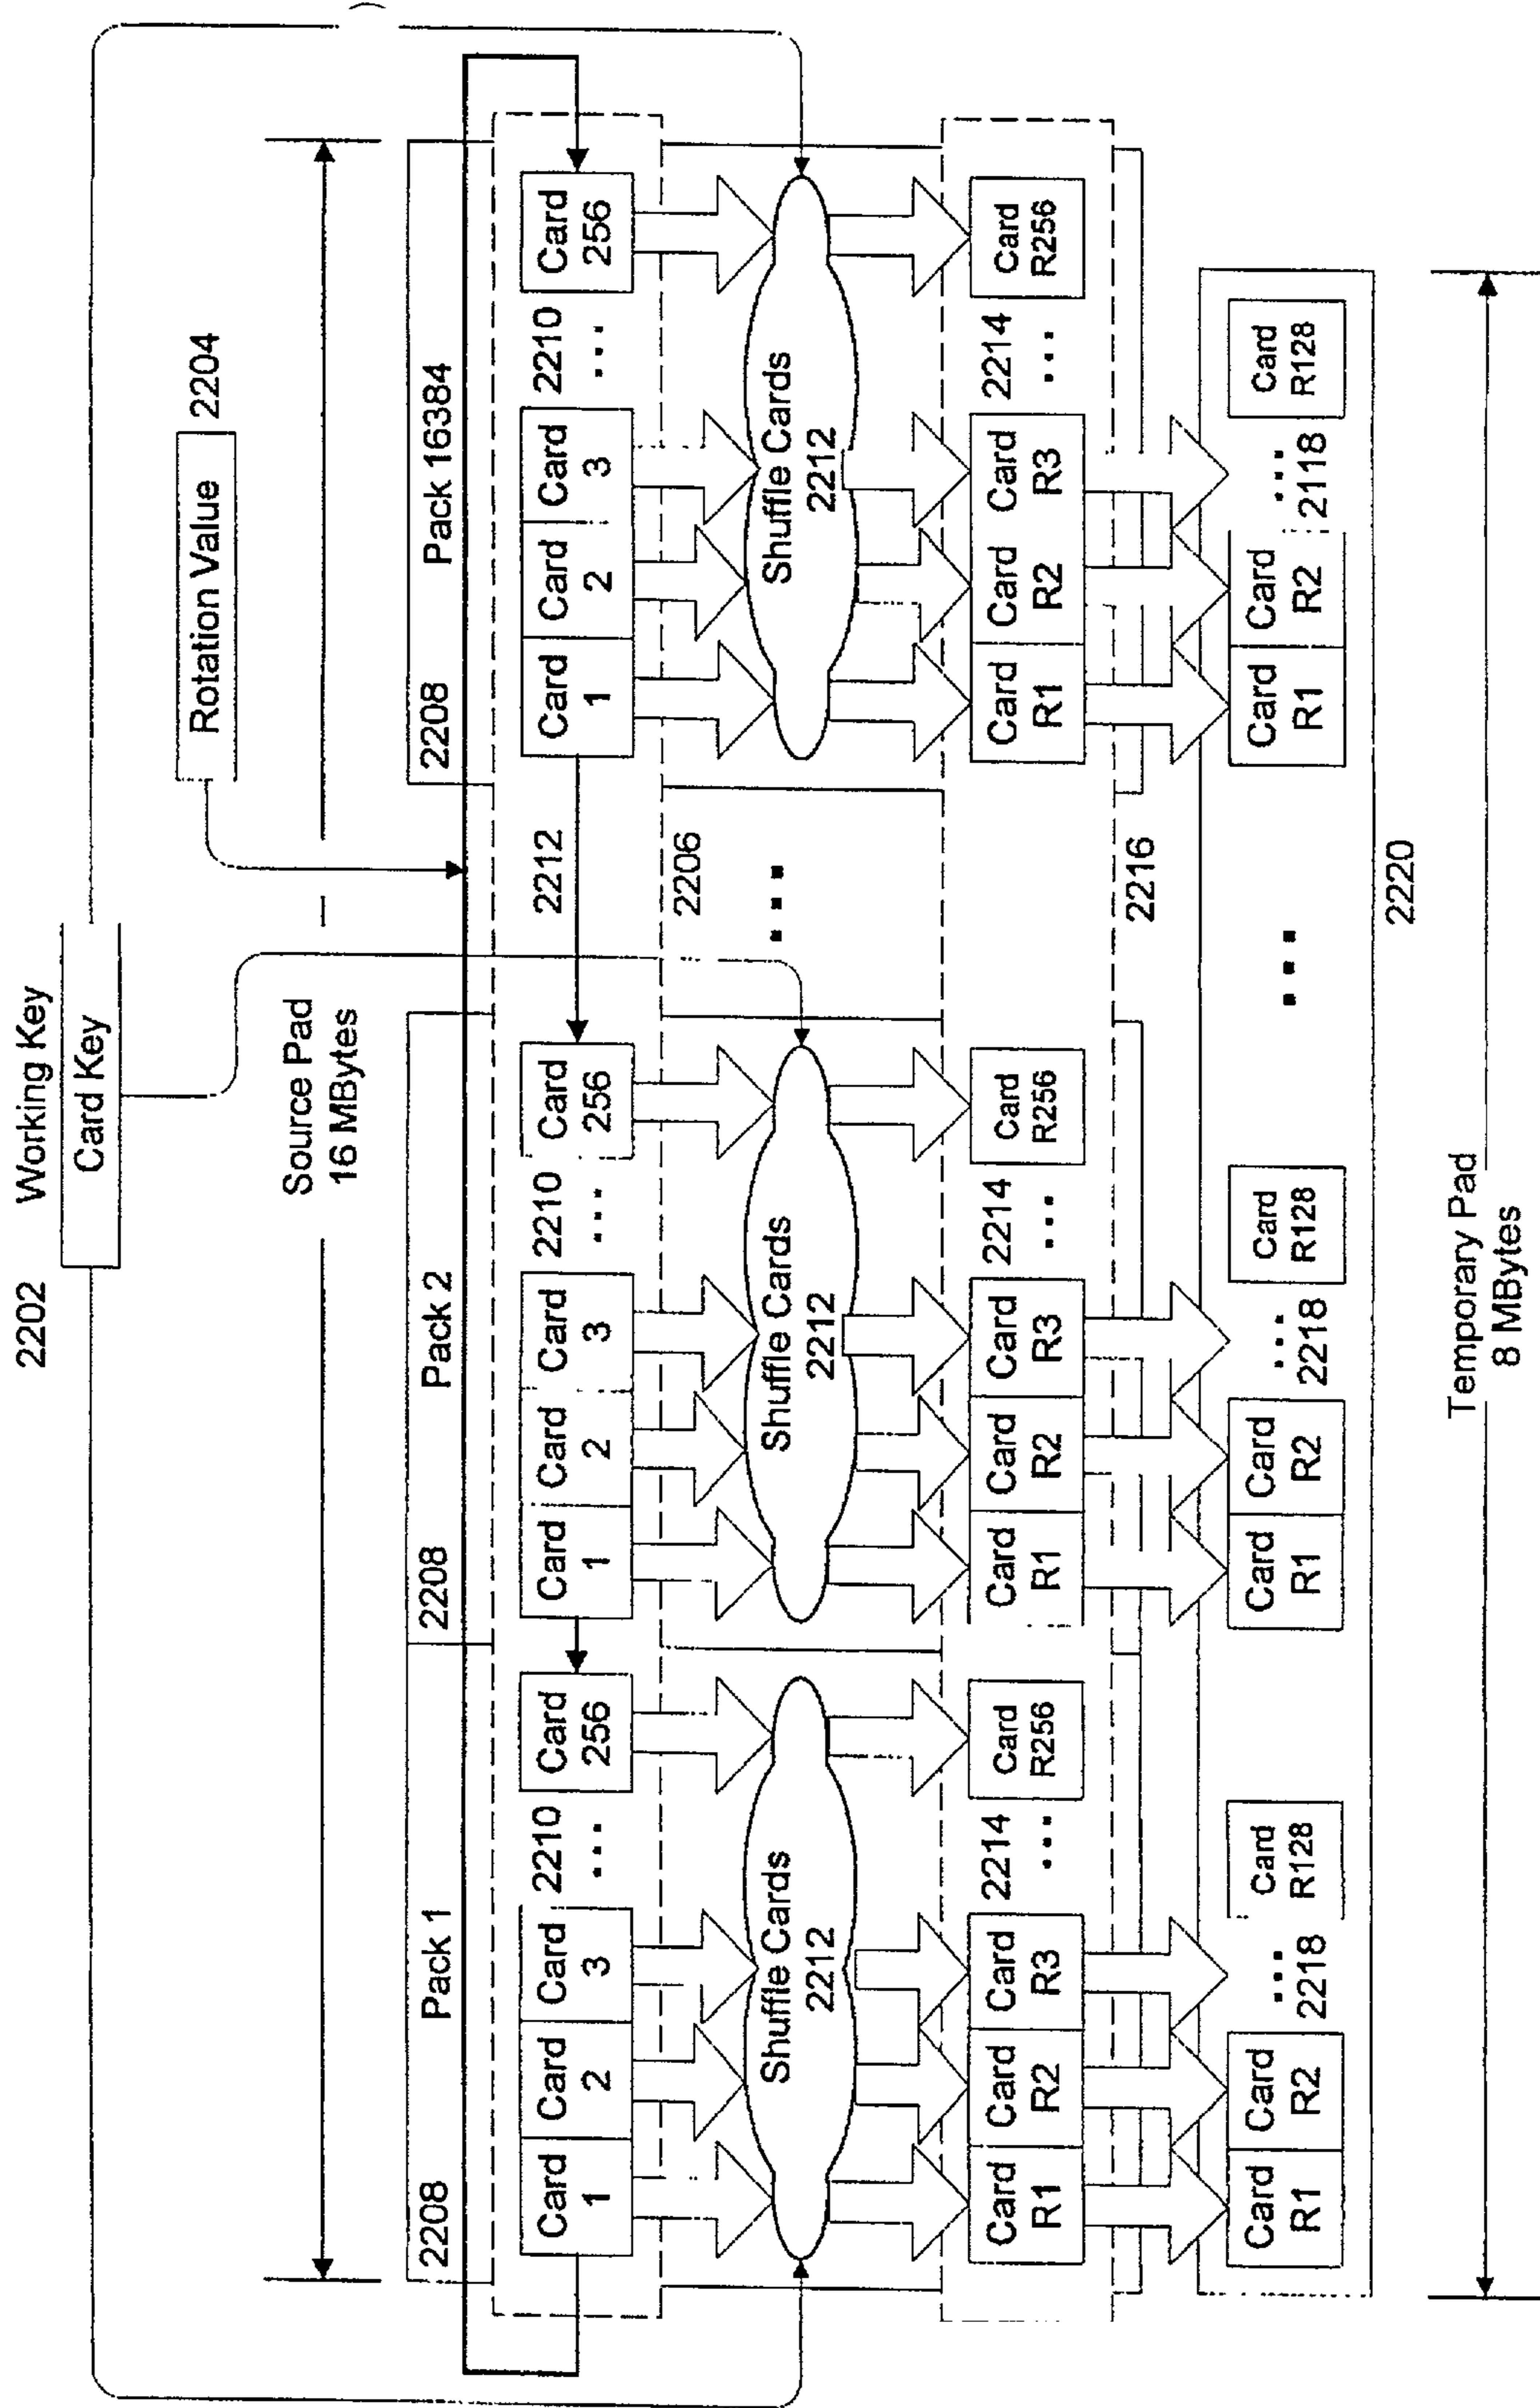 2202
Working Key
Card Key
Rotation Value
2204
Source Pad
16 MBytes
2208
Pack 1
2208
Pack 2
2208
Pack 16384
Card
1
Card
2
Card
3
2210
...
Card
256
Card
1
Card
2
Card
3
2210
...
Card
256
2212
Card
1
Card
2
Card
3
2210
...
Card
256
2206
Shuffle Cards
2212
Shuffle Cards
2212
...
Shuffle Cards
2212
Card
R1
Card
R2
Card
R3
2214
...
Card
R256
Card
R1
Card
R2
Card
R3
2214
...
Card
R256
Card
R1
Card
R2
Card
R3
2214
...
Card
R256
2216
Card
R1
Card
R2
...
2218
Card
R128
Card
R1
Card
R2
...
2218
Card
R128
...
Card
R1
Card
R2
...
2118
Card
R128
2220
Temporary Pad
8 MBytes